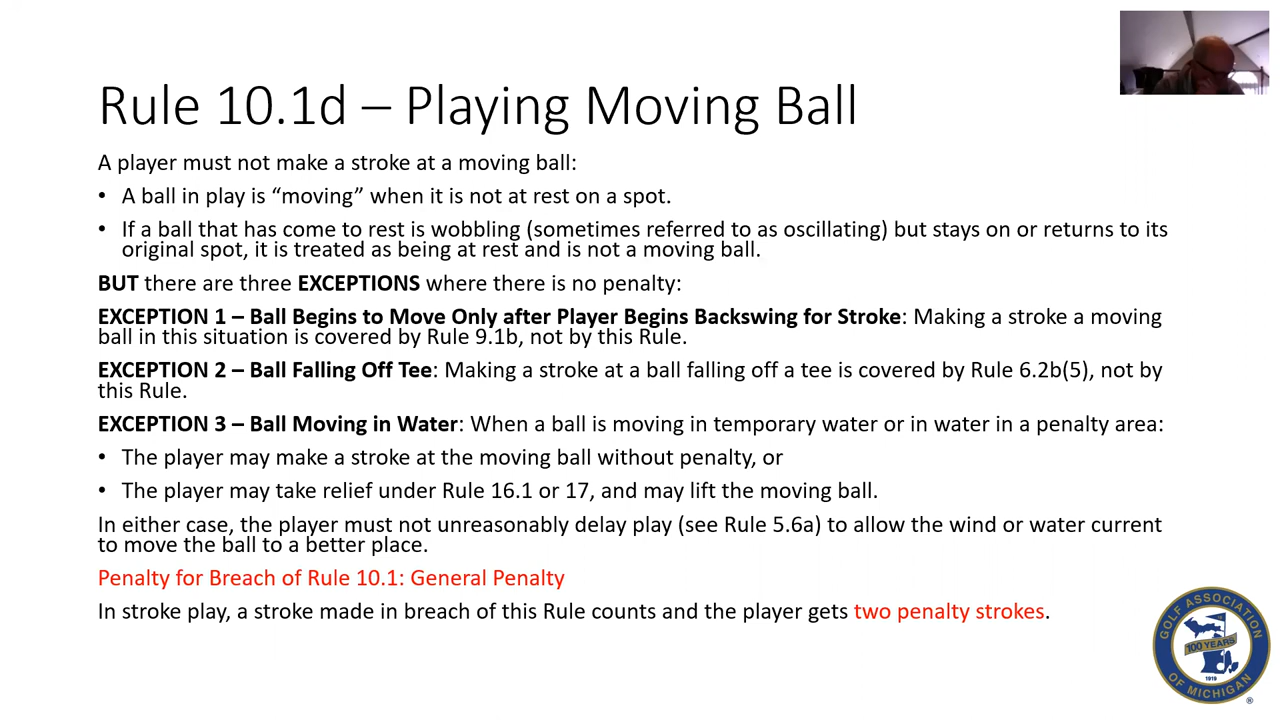 Rule 10.1d – Playing Moving Ball
A player must not make a stroke at a moving ball:
• A ball in play is “moving” when it is not at rest on a spot.
• If a ball that has come to rest is wobbling (sometimes referred to as oscillating) but stays on or returns to its
original spot, it is treated as being at rest and is not a moving ball.
BUT there are three EXCEPTIONS where there is no penalty:
EXCEPTION 1 – Ball Begins to Move Only after Player Begins Backswing for Stroke: Making a stroke a moving
ball in this situation is covered by Rule 9.1b, not by this Rule.
EXCEPTION 2 – Ball Falling Off Tee: Making a stroke at a ball falling off a tee is covered by Rule 6.2b(5), not by
this Rule.
EXCEPTION 3 – Ball Moving in Water: When a ball is moving in temporary water or in water in a penalty area:
• The player may make a stroke at the moving ball without penalty, or
• The player may take relief under Rule 16.1 or 17, and may lift the moving ball.
In either case, the player must not unreasonably delay play (see Rule 5.6a) to allow the wind or water current
to move the ball to a better place.
Penalty for Breach of Rule 10.1: General Penalty
In stroke play, a stroke made in breach of this Rule counts and the player gets two penalty strokes.
GOLF ASSOCIATION
100 YEARS
1919
OF MICHIGAN
®